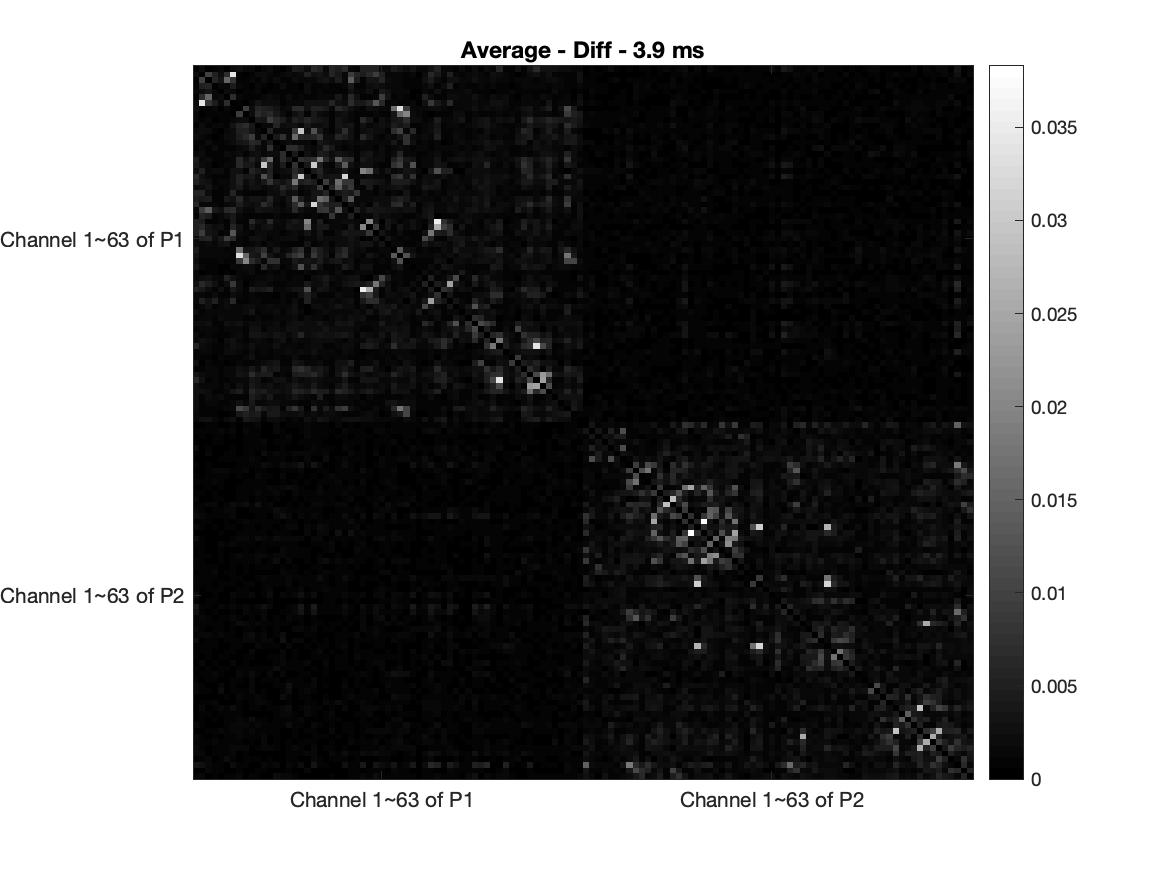 Average - Diff - 3.9 ms
0.035
0.03
Channel 1~63 of P1
0.025
0.02
0.015
0.01
Channel 1~63 of P2
0.005
0
Channel 1~63 of P1
Channel 1~63 of P2